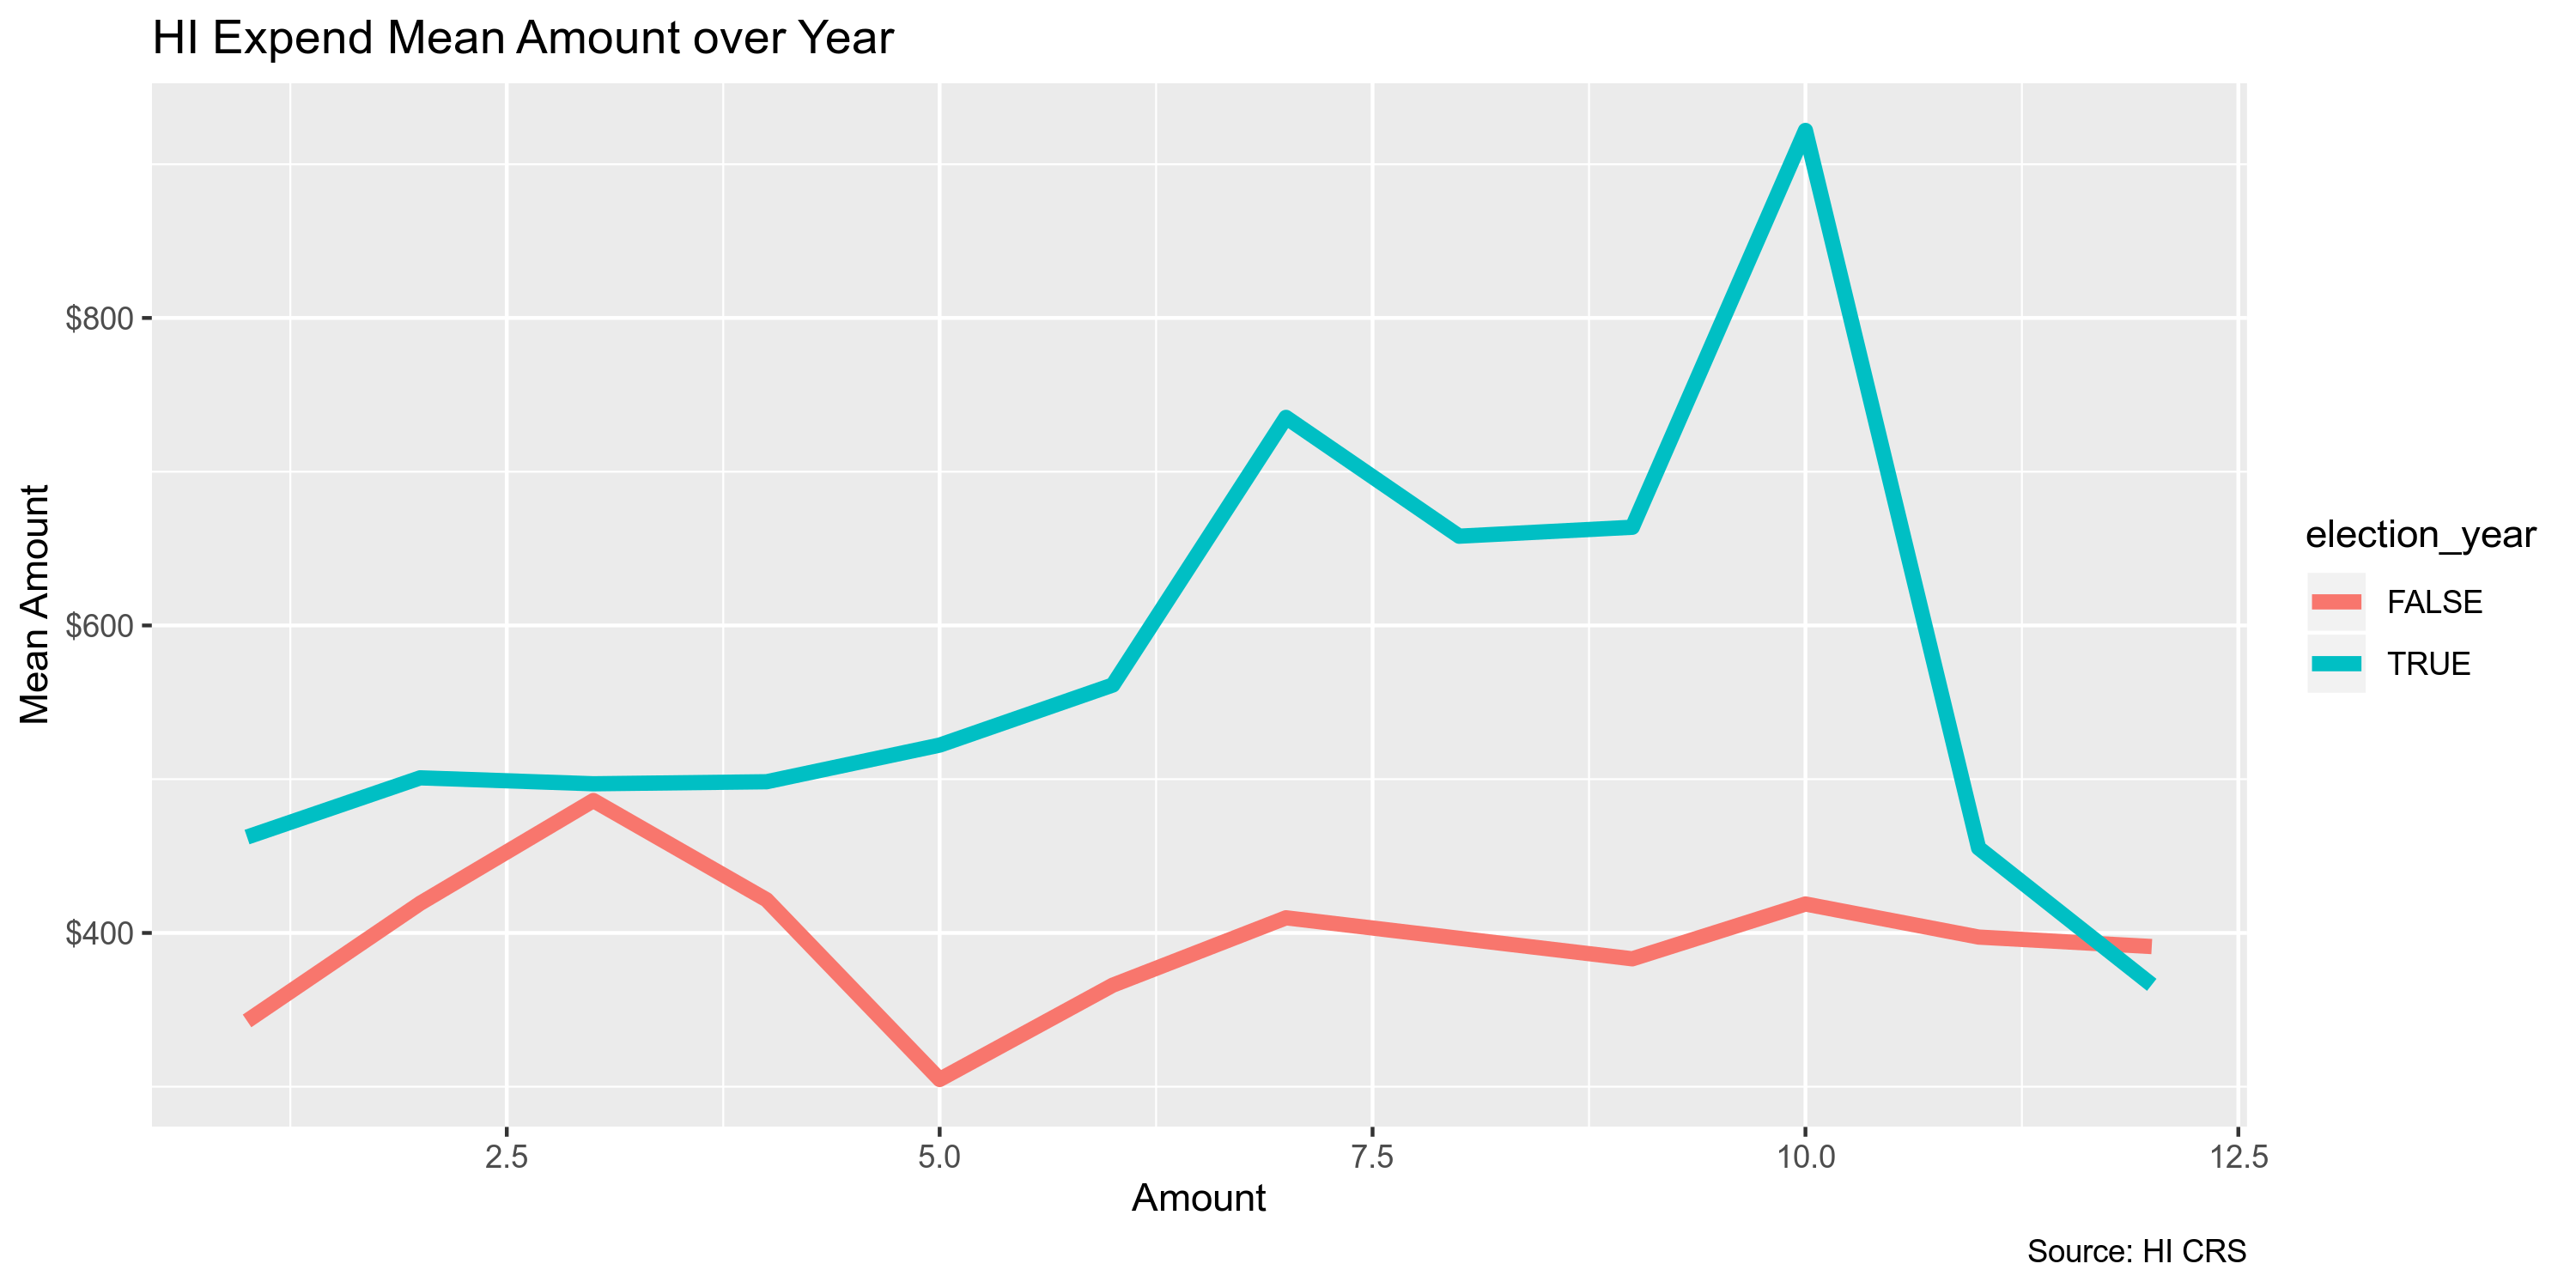 HI Expend Mean Amount over Year
$800
$600
$400
Mean Amount
2.5 5.0 7.5 10.0 12.5
Amount
election_year
FALSE
TRUE
Source: HI CRS